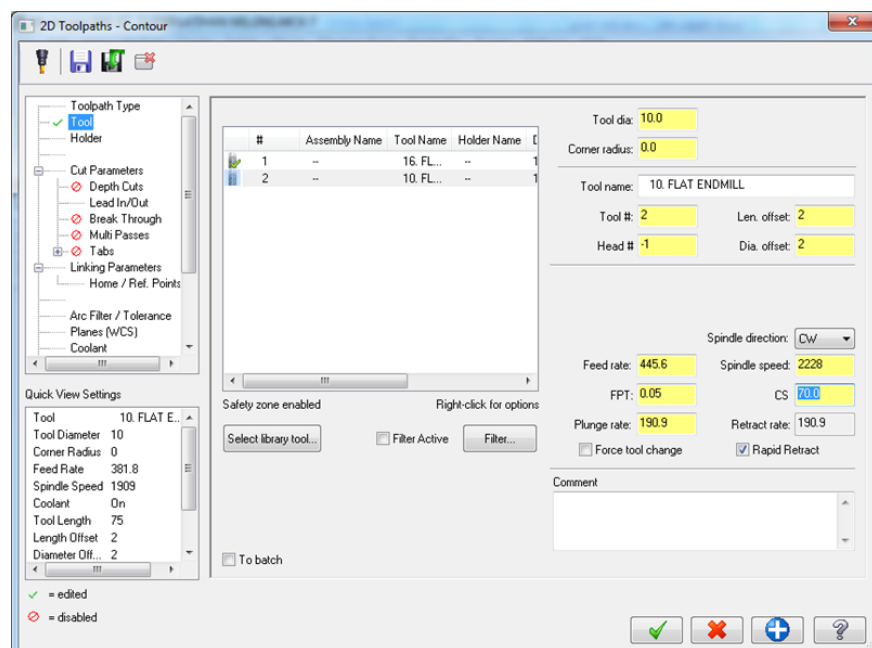 2D Toolpaths - Contour
Toolpath Type
Tool
Holder
Cut Parameters
Depth Cuts
Lead In/Out
Break Through
Multi Passes
Tabs
Linking Parameters
Home / Ref. Points
Arc Filter / Tolerance
Planes (WCS)
Coolant
Quick View Settings
Tool 10. FLAT E...
Tool Diameter 10
Corner Radius 0
Feed Rate 381.8
Spindle Speed 1909
Coolant On
Tool Length 75
Length Offset 2
Diameter Off... 2
= edited
= disabled
# Assembly Name Tool Name Holder Name D
1 -- 16. FL... -- 1
2 -- 10. FL... -- 1
Safety zone enabled Right-click for options
Select library tool... Filter Active Filter...
To batch
Tool dia: 10.0
Corner radius: 0.0
Tool name: 10. FLAT ENDMILL
Tool #: 2 Len. offset: 2
Head # -1 Dia. offset: 2
Spindle direction: CW
Feed rate: 445.6 Spindle speed: 2228
FPT: 0.05 CS 70.0
Plunge rate: 190.9 Retract rate: 190.9
Force tool change Rapid Retract
Comment